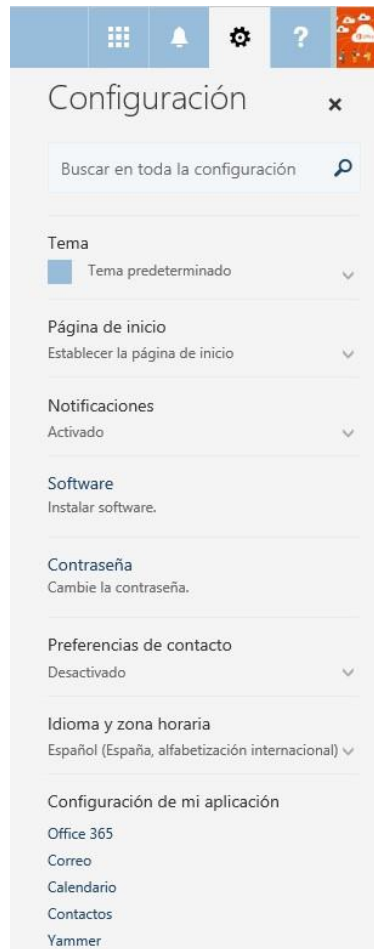 ?
Configuración
Buscar en toda la configuración
Tema
Tema predeterminado
Página de inicio
Establecer la página de inicio
Notificaciones
Activado
Software
Instalar software.
Contraseña
Cambie la contraseña.
Preferencias de contacto
Desactivado
Idioma y zona horaria
Español (España, alfabetización internacional)
Configuración de mi aplicación
Office 365
Correo
Calendario
Contactos
Yammer